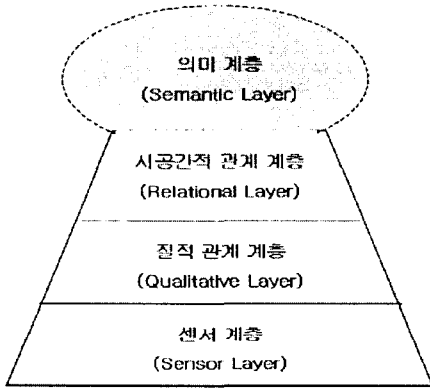 의미 계층
(Semantic Layer)
시공간적 관계 계층
(Relational Layer)
질적 관계 계층
(Qualitative Layer)
센서 계층
(Sensor Layer)